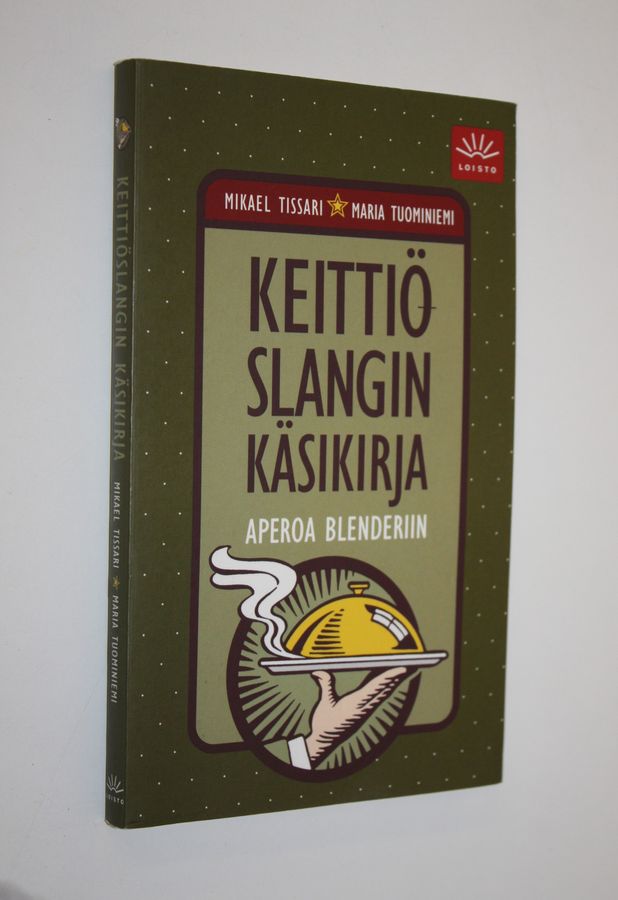 LOISTO
MIKAEL TISSARI ★ MARIA TUOMINIEMI
KEITTIÖ-
SLANGIN
KÄSIKIRJA
APEROA BLENDERIIN
KEITTIÖSLANGIN KÄSIKIRJA
MIKAEL TISSARI ★ MARIA TUOMINIEMI
LOISTO